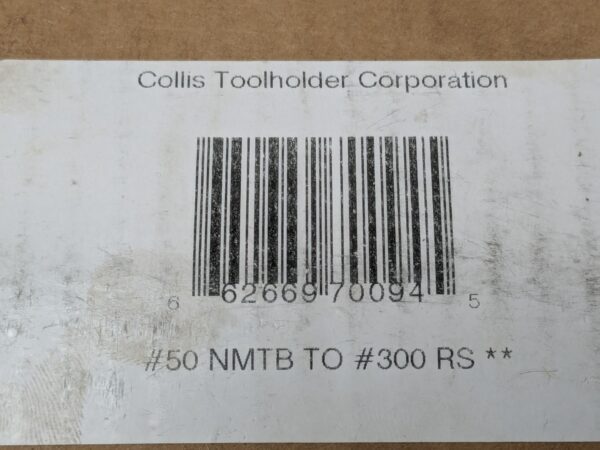 Collis Toolholder Corporation
6 62669 70094 5
#50 NMTB TO #300 RS **